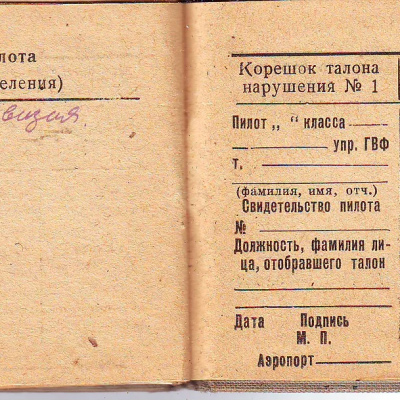 лота
еления)
визия
Корешок талона
нарушения № 1
Пилот „ “ класса
упр. ГВФ
т.
(фамилия, имя, отч.)
Свидетельство пилота
№
Должность, фамилия ли-
ца, отобравшего талон
Дата Подпись
М. П.
Аэропорт